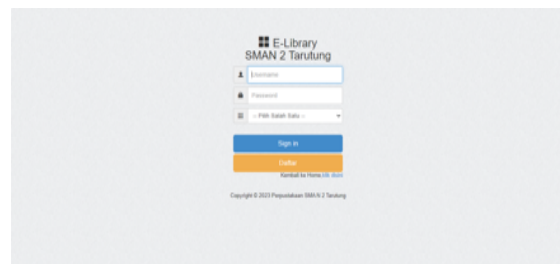 E-Library
SMAN 2 Tarutung
Username
Password
-- Pilih Salah Satu --
Sign in
Daftar
Kembali ke Home,klik disini
Copyright © 2023 Perpustakaan SMA N 2 Tarutung